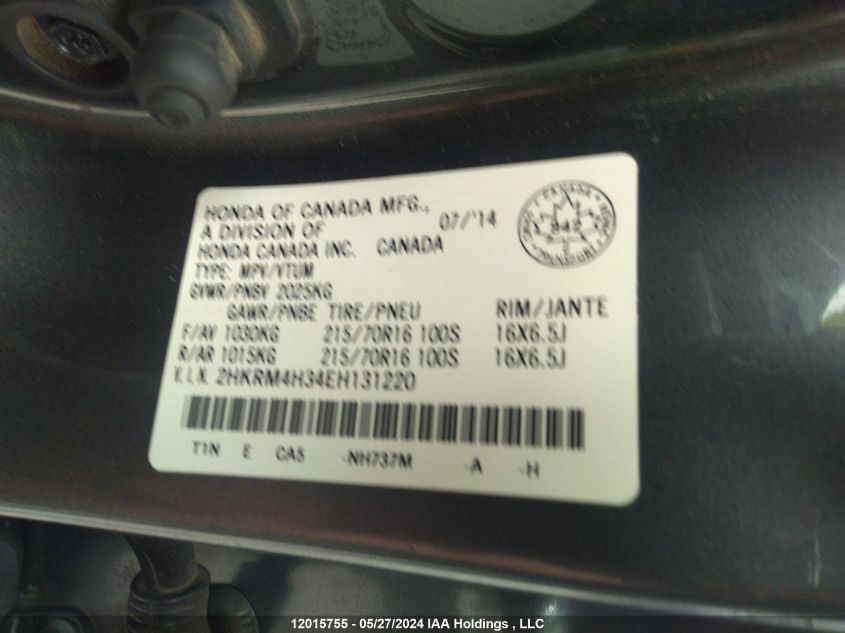 HONDA OF CANADA MFG.,
A DIVISION OF 07/'14
HONDA CANADA INC. CANADA
TYPE: MPV/VTUM
GVWR/PNBV 2025KG
GAWR/PNBE TIRE/PNEU RIM/JANTE
F/AV 1030KG 215/70R16 100S 16X6.5J
R/AR 1015KG 215/70R16 100S 16X6.5J
V.I.N. 2HKRM4H34EH131220
T1N E CA5 -NH737M -A -H
CANADA
12015755 - 05/27/2024 IAA Holdings , LLC